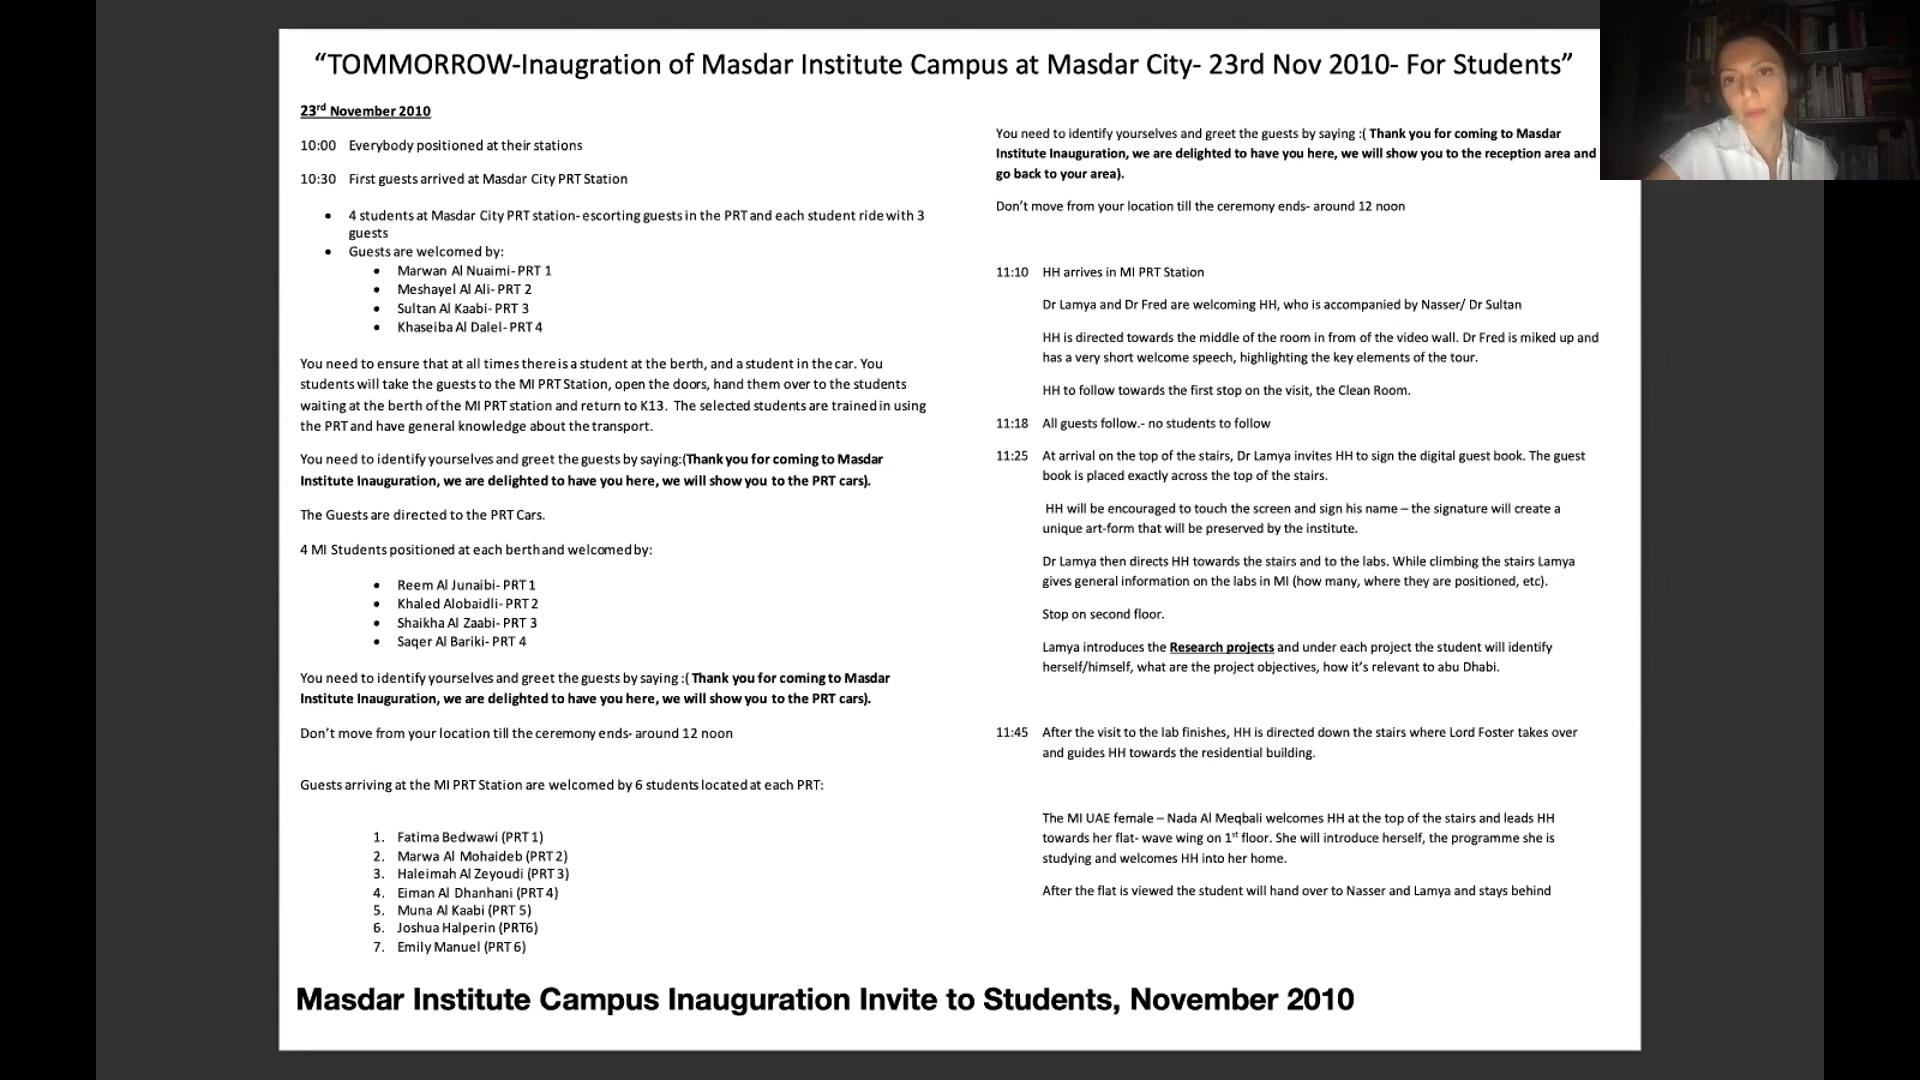 “TOMMORROW-Inaugration of Masdar Institute Campus at Masdar City- 23rd Nov 2010- For Students”
23rd November 2010
10:00 Everybody positioned at their stations
10:30 First guests arrived at Masdar City PRT Station
• 4 students at Masdar City PRT station- escorting guests in the PRT and each student ride with 3
guests
• Guests are welcomed by:
• Marwan Al Nuaimi- PRT 1
• Meshayel Al Ali- PRT 2
• Sultan Al Kaabi- PRT 3
• Khaseiba Al Dalel- PRT 4
You need to ensure that at all times there is a student at the berth, and a student in the car. You
students will take the guests to the MI PRT Station, open the doors, hand them over to the students
waiting at the berth of the MI PRT station and return to K13. The selected students are trained in using
the PRT and have general knowledge about the transport.
You need to identify yourselves and greet the guests by saying:(Thank you for coming to Masdar
Institute Inauguration, we are delighted to have you here, we will show you to the PRT cars).
The Guests are directed to the PRT Cars.
4 MI Students positioned at each berth and welcomed by:
• Reem Al Junaibi- PRT 1
• Khaled Alobaidli- PRT 2
• Shaikha Al Zaabi- PRT 3
• Saqer Al Bariki- PRT 4
You need to identify yourselves and greet the guests by saying :( Thank you for coming to Masdar
Institute Inauguration, we are delighted to have you here, we will show you to the PRT cars).
Don’t move from your location till the ceremony ends- around 12 noon
Guests arriving at the MI PRT Station are welcomed by 6 students located at each PRT:
1. Fatima Bedwawi (PRT 1)
2. Marwa Al Mohaideb (PRT 2)
3. Haleimah Al Zeyoudi (PRT 3)
4. Eiman Al Dhanhani (PRT 4)
5. Muna Al Kaabi (PRT 5)
6. Joshua Halperin (PRT6)
7. Emily Manuel (PRT 6)
You need to identify yourselves and greet the guests by saying :( Thank you for coming to Masdar
Institute Inauguration, we are delighted to have you here, we will show you to the reception area and
go back to your area).
Don’t move from your location till the ceremony ends- around 12 noon
11:10 HH arrives in MI PRT Station
Dr Lamya and Dr Fred are welcoming HH, who is accompanied by Nasser/ Dr Sultan
HH is directed towards the middle of the room in from of the video wall. Dr Fred is miked up and
has a very short welcome speech, highlighting the key elements of the tour.
HH to follow towards the first stop on the visit, the Clean Room.
11:18 All guests follow.- no students to follow
11:25 At arrival on the top of the stairs, Dr Lamya invites HH to sign the digital guest book. The guest
book is placed exactly across the top of the stairs.
HH will be encouraged to touch the screen and sign his name – the signature will create a
unique art-form that will be preserved by the institute.
Dr Lamya then directs HH towards the stairs and to the labs. While climbing the stairs Lamya
gives general information on the labs in MI (how many, where they are positioned, etc).
Stop on second floor.
Lamya introduces the Research projects and under each project the student will identify
herself/himself, what are the project objectives, how it’s relevant to abu Dhabi.
11:45 After the visit to the lab finishes, HH is directed down the stairs where Lord Foster takes over
and guides HH towards the residential building.
The MI UAE female – Nada Al Meqbali welcomes HH at the top of the stairs and leads HH
towards her flat- wave wing on 1st floor. She will introduce herself, the programme she is
studying and welcomes HH into her home.
After the flat is viewed the student will hand over to Nasser and Lamya and stays behind
Masdar Institute Campus Inauguration Invite to Students, November 2010